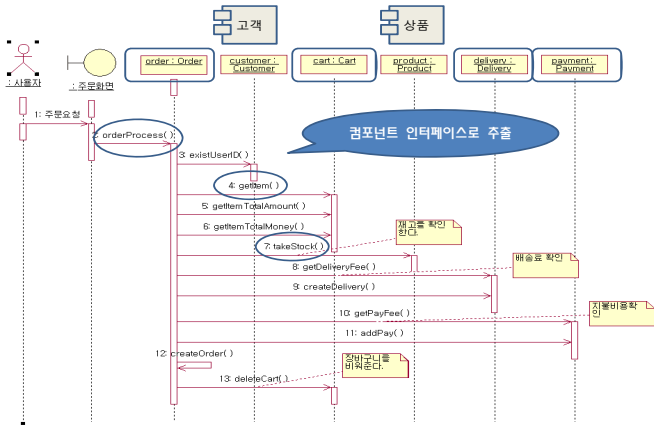 고객
상품
: 사용자
: 주문화면
order : Order
customer :
Customer
cart : Cart
product :
Product
delivery :
Delivery
payment :
Payment
1: 주문요청
2: orderProcess( )
컴포넌트 인터페이스로 추출
3: existUserID( )
4: getItem( )
5: getItemTotalAmount( )
6: getItemTotalMoney( )
7: takeStock( )
재고를 확인
한다.
8: getDeliveryFee( )
배송료 확인
9: createDelivery( )
10: getPayFee( )
지불비용확
인
11: addPay( )
12: createOrder( )
장바구니를
비워준다.
13: deleteCart( )